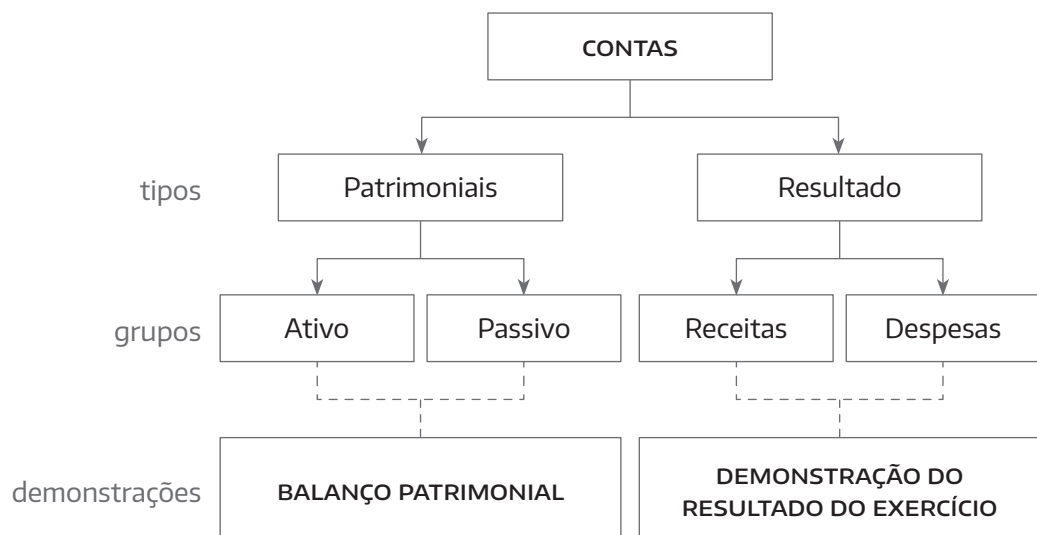 CONTAS
tipos
Patrimoniais
Resultado
grupos
Ativo
Passivo
Receitas
Despesas
demonstrações
BALANÇO PATRIMONIAL
DEMONSTRAÇÃO DO
RESULTADO DO EXERCÍCIO